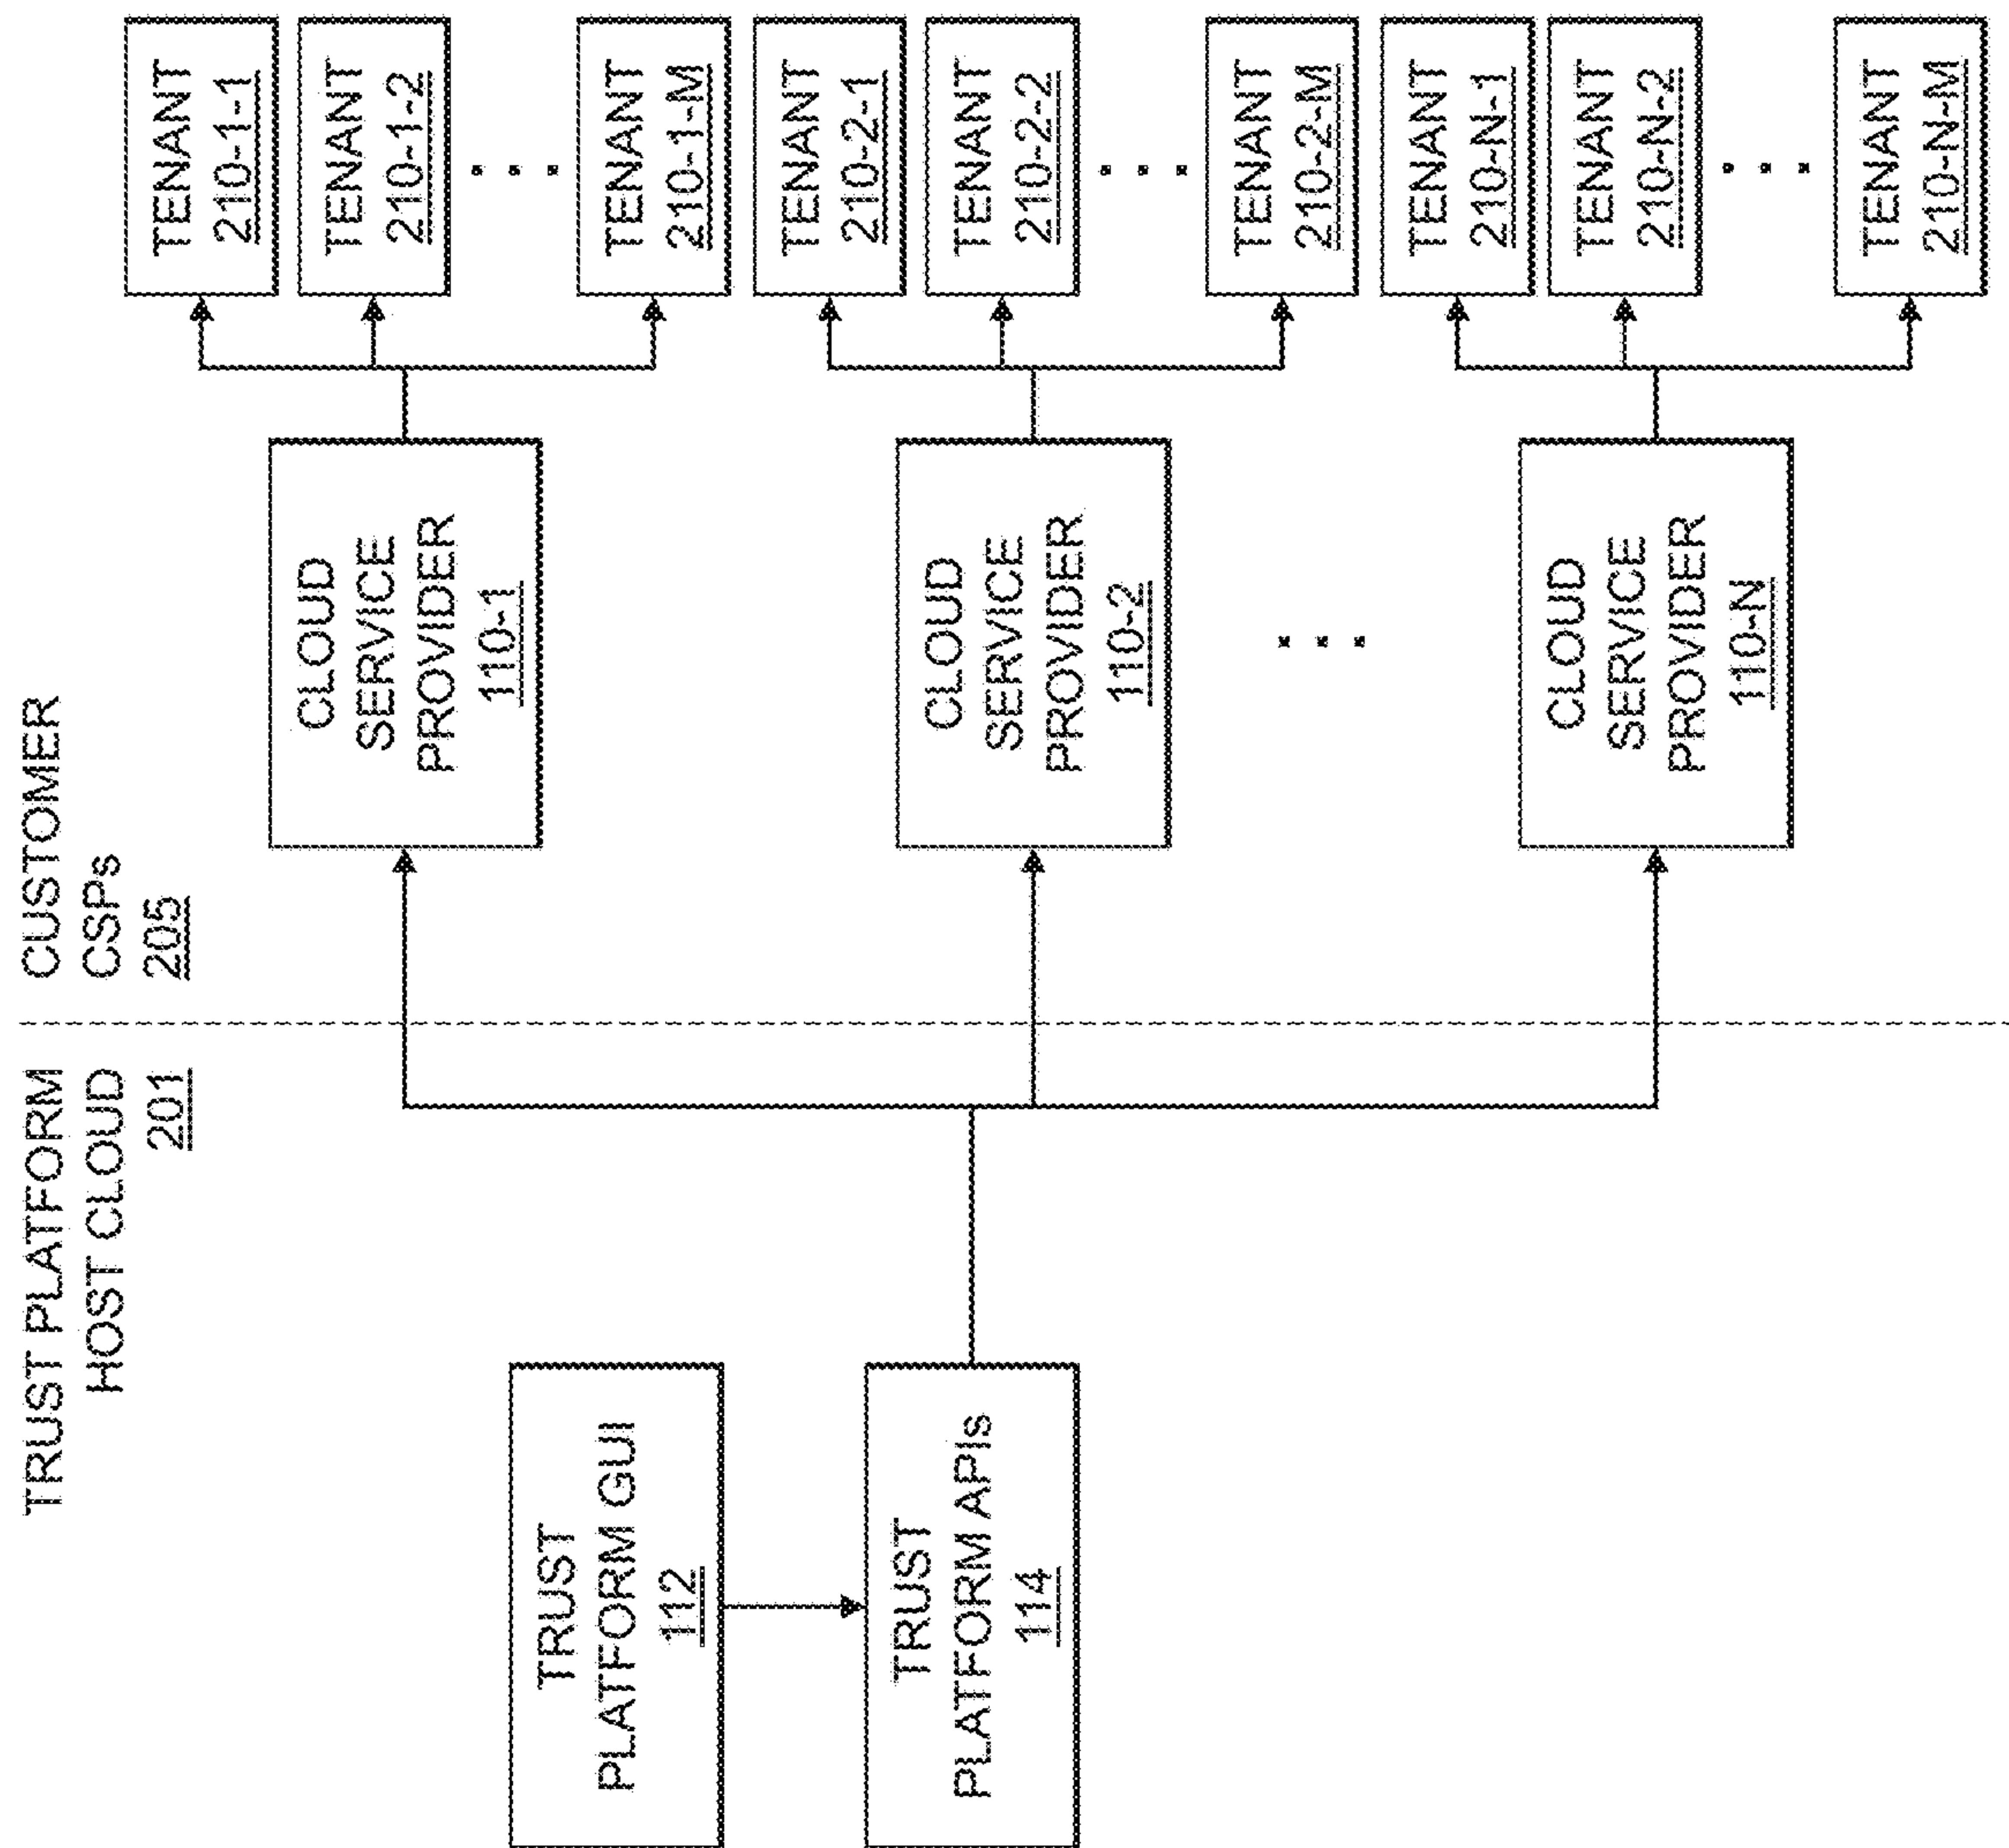 TRUST PLATFORM
HOST CLOUD
201
CUSTOMER
CSPs
205
TRUST
PLATFORM GUI
112
TRUST
PLATFORM APIs
114
CLOUD
SERVICE
PROVIDER
110-1
CLOUD
SERVICE
PROVIDER
110-2
. . .
CLOUD
SERVICE
PROVIDER
110-N
TENANT
210-1-1
TENANT
210-1-2
. . .
TENANT
210-1-M
TENANT
210-2-1
TENANT
210-2-2
. . .
TENANT
210-2-M
TENANT
210-N-1
TENANT
210-N-2
. . .
TENANT
210-N-M